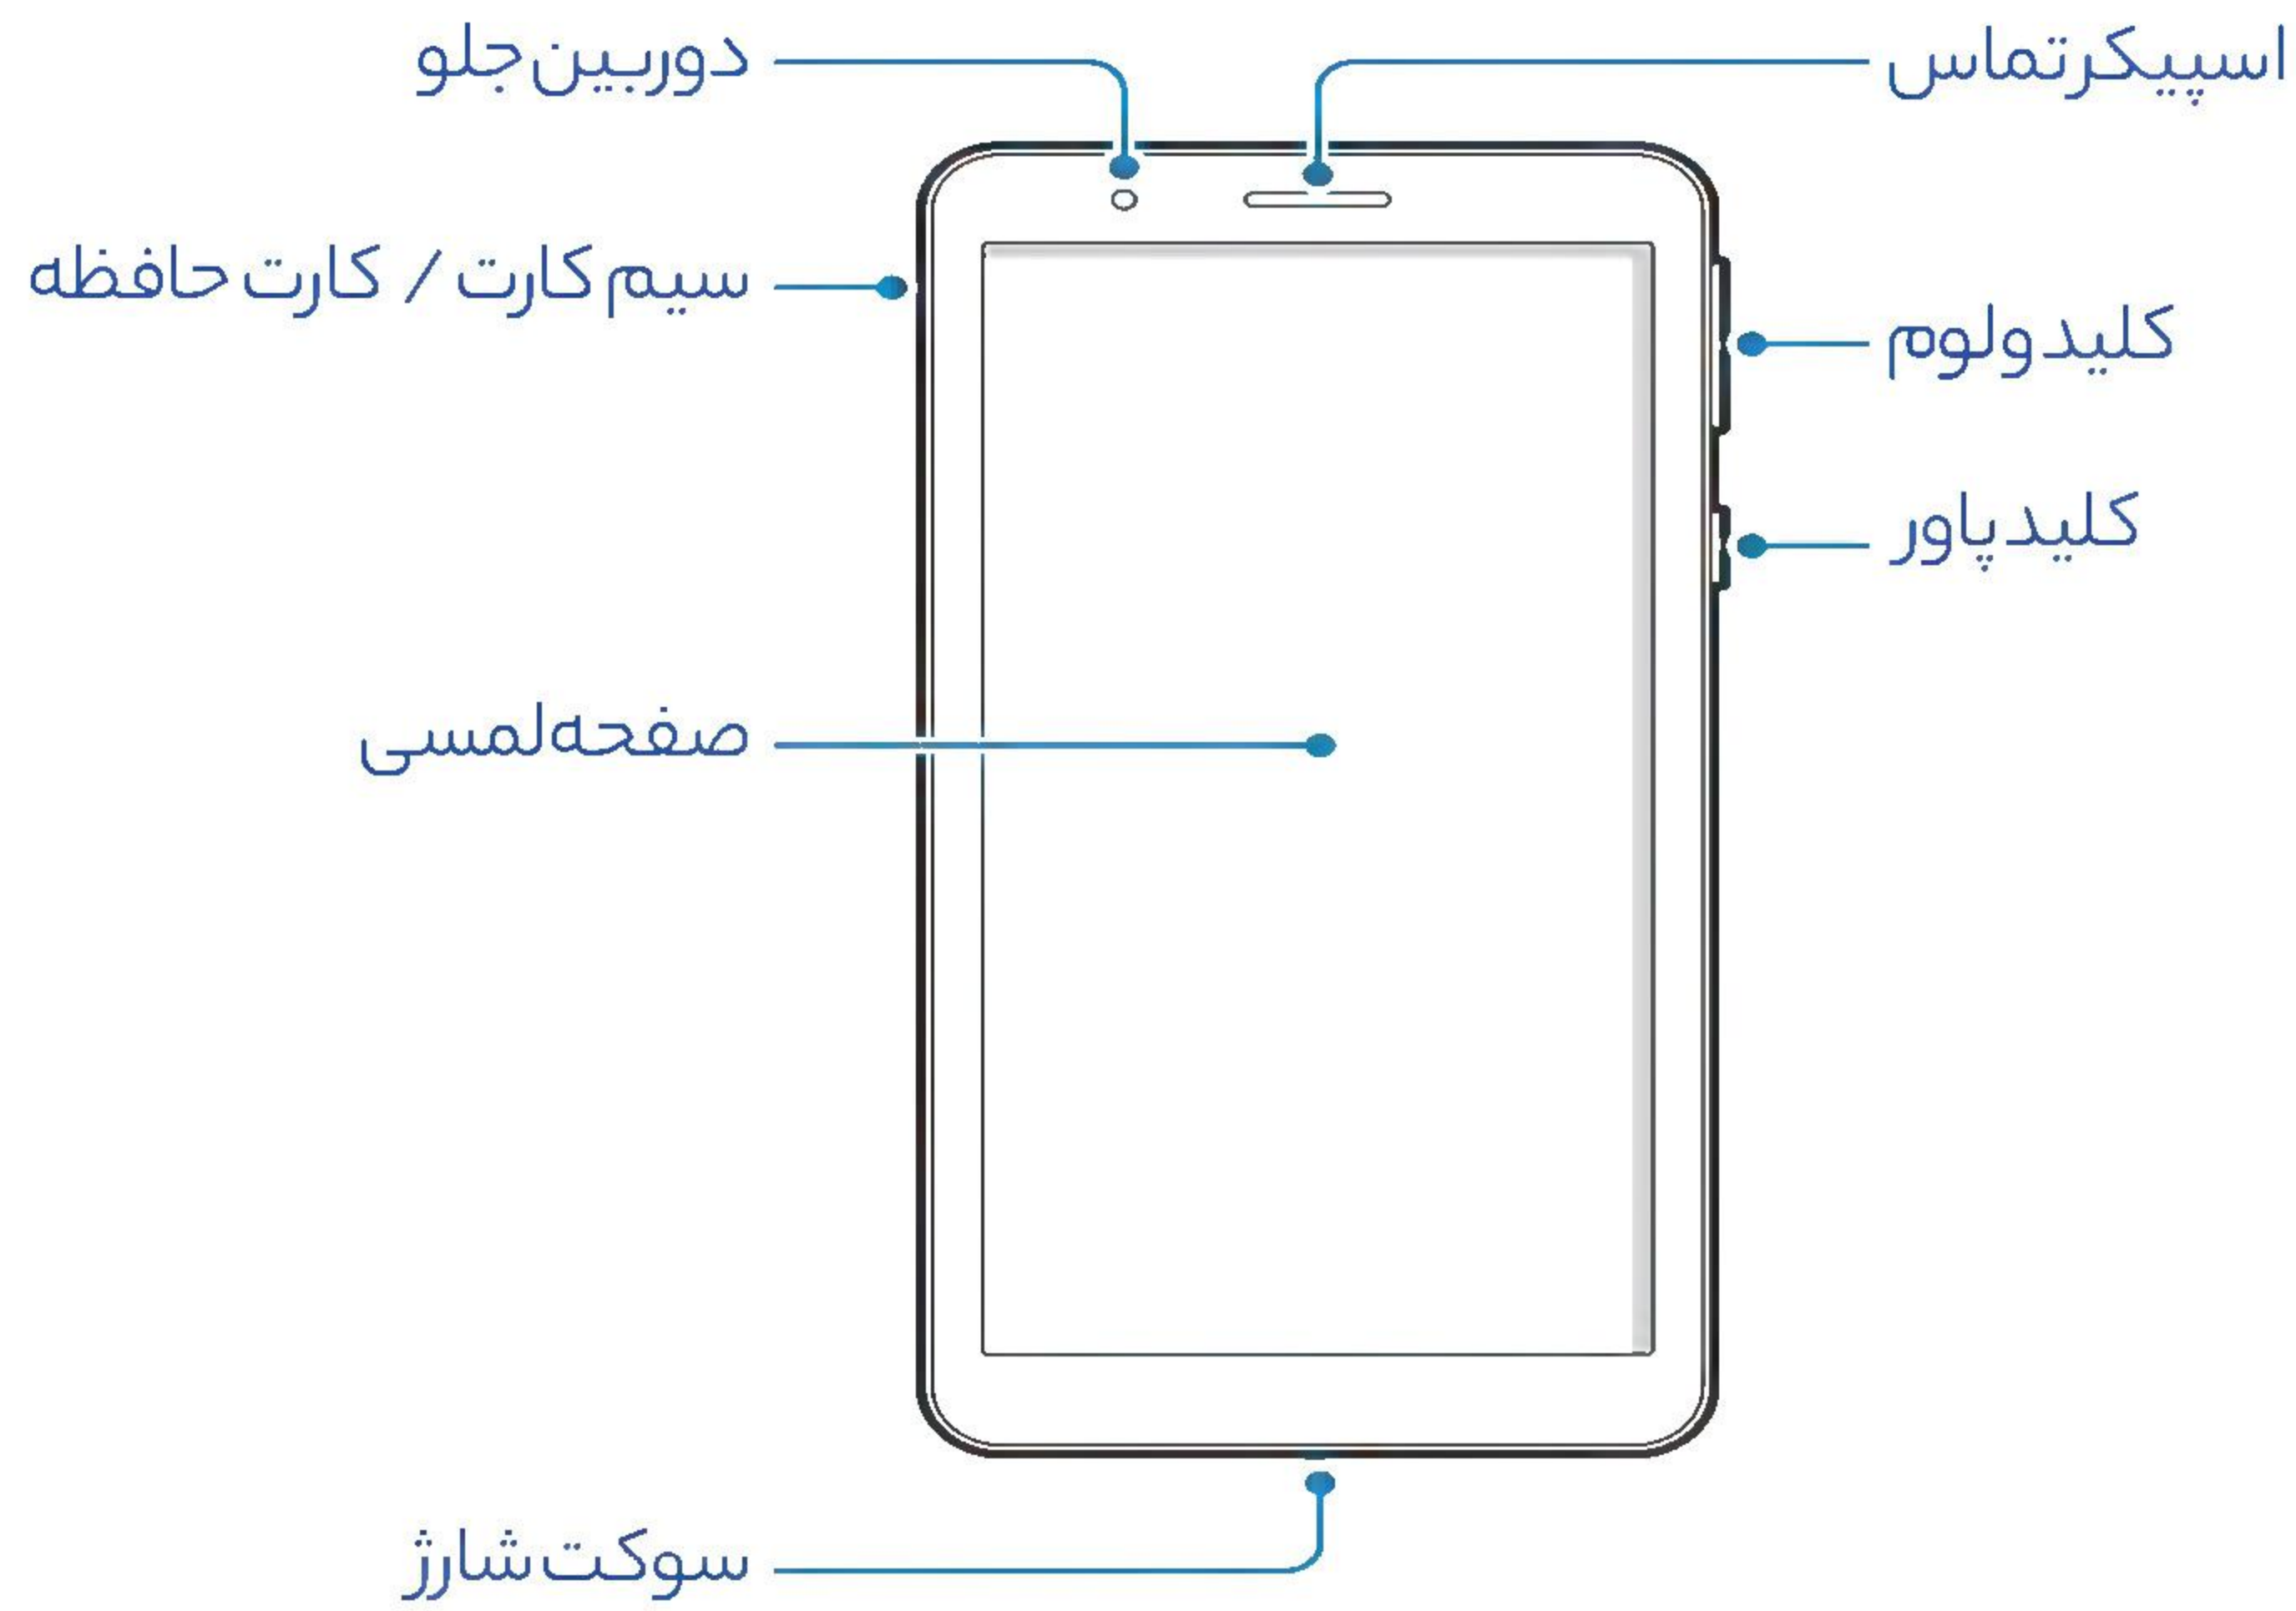 اسپیکر تماس
دوربین جلو
سیم کارت / کارت حافظه
کلید ولوم
کلید پاور
صفحه لمسی
سوکت شارژ